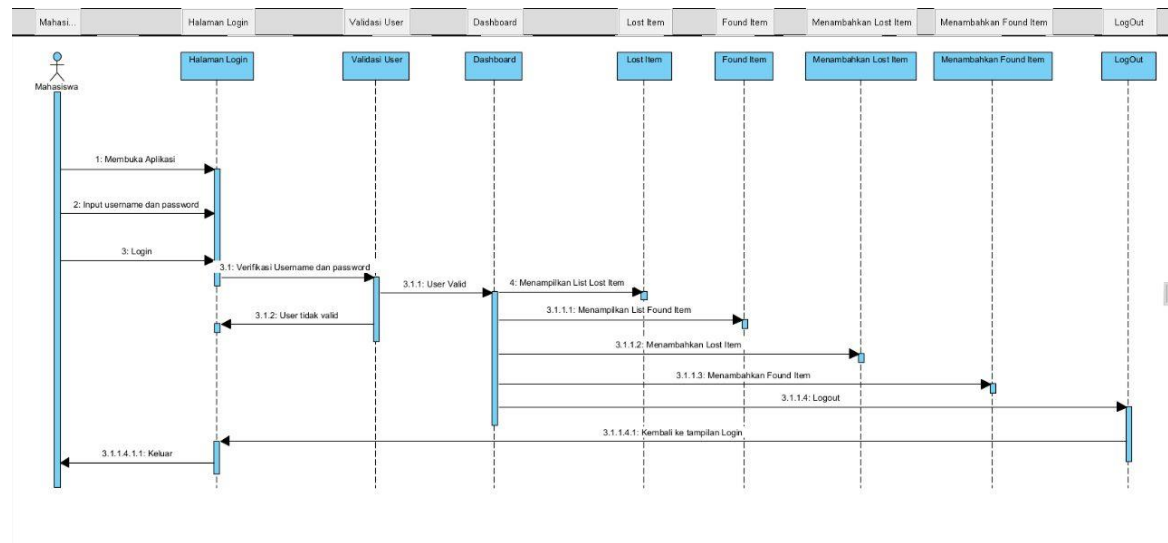 Mahasi...
Halaman Login
Validasi User
Dashboard
Lost Item
Found Item
Menambahkan Lost Item
Menambahkan Found Item
LogOut
Mahasiswa
Halaman Login
Validasi User
Dashboard
Lost Item
Found Item
Menambahkan Lost Item
Menambahkan Found Item
LogOut
1: Membuka Aplikasi
2: Input username dan password
3: Login
3.1: Verifikasi Username dan password
3.1.1: User Valid
4: Menampilkan List Lost Item
3.1.2: User tidak valid
3.1.1.1: Menampilkan List Found Item
3.1.1.2: Menambahkan Lost Item
3.1.1.3: Menambahkan Found Item
3.1.1.4: Logout
3.1.1.4.1: Kembali ke tampilan Login
3.1.1.4.1.1: Keluar